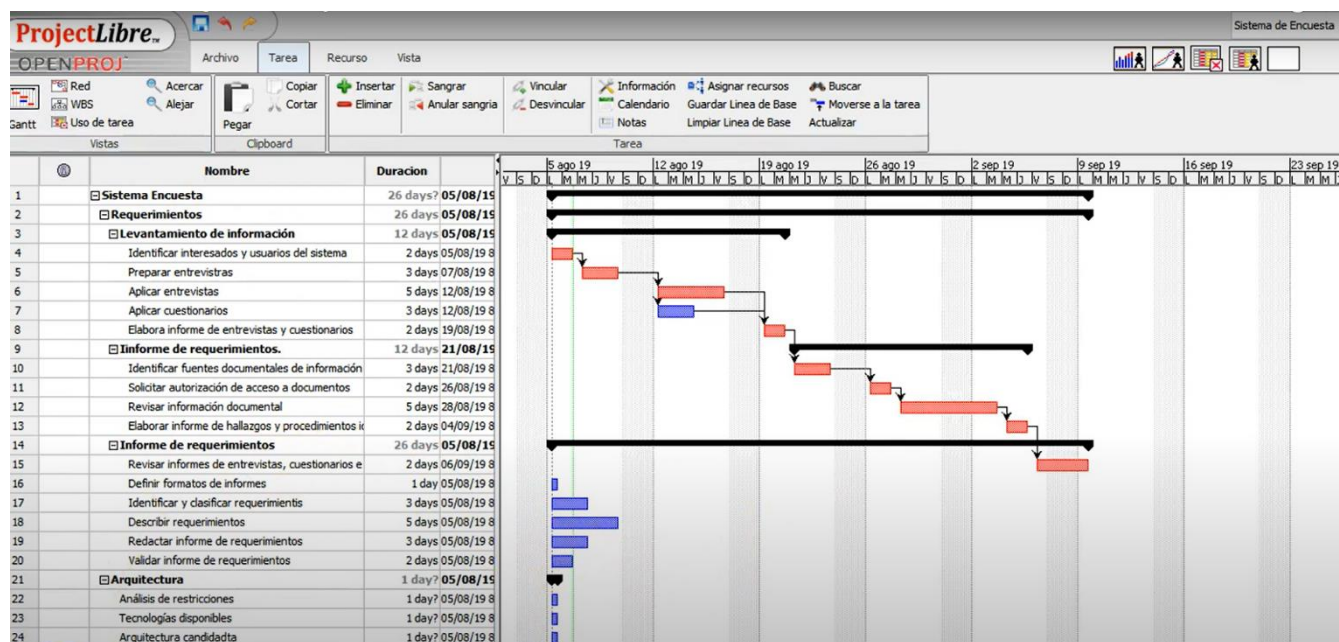 ProjectLibre™
OPENPROJ
Sistema de Encuesta
Archivo Tarea Recurso Vista
Red Acercar Copiar Insertar Sangrar Vincular Información Asignar recursos Buscar
WBS Alejar Cortar Eliminar Anular sangria Desvincular Calendario Guardar Linea de Base Moverse a la tarea
Gantt Uso de tarea Pegar Notas Limpiar Linea de Base Actualizar
Vistas Clipboard Tarea
Nombre Duracion
5 ago 19 12 ago 19 19 ago 19 26 ago 19 2 sep 19 9 sep 19 16 sep 19 23 sep 19
V S D L M M J V S D L M M J V S D L M M J V S D L M M J V S D L M M J V S D L M M J V S D L M M J V S D L M M J
1 Sistema Encuesta 26 days? 05/08/19
2 Requerimientos 26 days 05/08/19
3 Levantamiento de información 12 days 05/08/19
4 Identificar interesados y usuarios del sistema 2 days 05/08/19 8
5 Preparar entrevistras 3 days 07/08/19 8
6 Aplicar entrevistas 5 days 12/08/19 8
7 Aplicar cuestionarios 3 days 12/08/19 8
8 Elabora informe de entrevistas y cuestionarios 2 days 19/08/19 8
9 Iinforme de requerimientos. 12 days 21/08/19
10 Identificar fuentes documentales de información 3 days 21/08/19 8
11 Solicitar autorización de acceso a documentos 2 days 26/08/19 8
12 Revisar información documental 5 days 28/08/19 8
13 Elaborar informe de hallazgos y procedimientos ic 2 days 04/09/19 8
14 Informe de requerimientos 26 days 05/08/19
15 Revisar informes de entrevistas, cuestionarios e 2 days 06/09/19 8
16 Definir formatos de informes 1 day 05/08/19 8
17 Identificar y clasificar requerimientis 3 days 05/08/19 8
18 Describir requerimientos 5 days 05/08/19 8
19 Redactar informe de requerimientos 3 days 05/08/19 8
20 Validar informe de requerimientos 2 days 05/08/19 8
21 Arquitectura 1 day? 05/08/19
22 Análisis de restricciones 1 day? 05/08/19 8
23 Tecnologías disponibles 1 day? 05/08/19 8
24 Arquitectura candidadta 1 day? 05/08/19 8